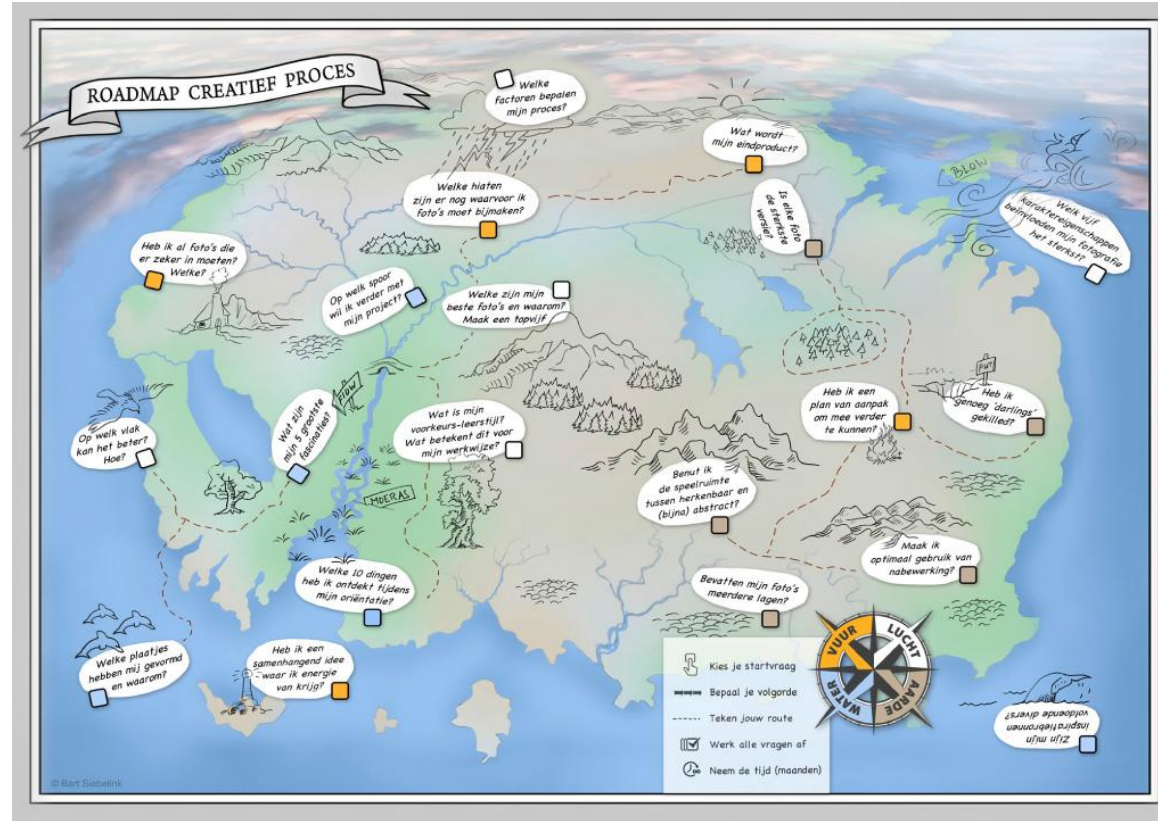 ROADMAP CREATIEF PROCES
Welke
factoren bepalen
mijn proces?
Wat wordt
mijn eindproduct?
BLOW
Welke hiaten
zijn er nog waarvoor ik
foto's moet bijmaken?
Is elke foto
de sterkste
versie?
Welk vijf
karaktereigenschappen
beïnvloeden mijn fotografie
het sterkst?
Heb ik al foto's die
er zeker in moeten?
Welke?
Op welk spoor
wil ik verder met
mijn project?
Welke zijn mijn
beste foto's en waarom?
Maak een topvijf
FLOW
PUT
Op welk vlak
kan het beter?
Hoe?
Wat zijn
mijn 5 grootste
fascinaties?
Wat is mijn
voorkeurs-leerstijl?
Wat betekent dit voor
mijn werkwijze?
Heb ik een
plan van aanpak
om mee verder
te kunnen?
Heb ik
genoeg 'darlings'
gekilled?
MOERAS
Benut ik
de speelruimte
tussen herkenbaar en
(bijna) abstract?
Maak ik
optimaal gebruik van
nabewerking?
Welke 10 dingen
heb ik ontdekt tijdens
mijn oriëntatie?
Bevatten mijn foto's
meerdere lagen?
Welke plaatjes
hebben mij gevormd
en waarom?
Heb ik een
samenhangend idee
waar ik energie
van krijg?
Kies je startvraag
Bepaal je volgorde
Teken jouw route
Werk alle vragen af
Neem de tijd (maanden)
VUUR
LUCHT
WATER
AARDE
Zijn mijn
inspiratiebronnen
voldoende divers?
© Bart Siebelink